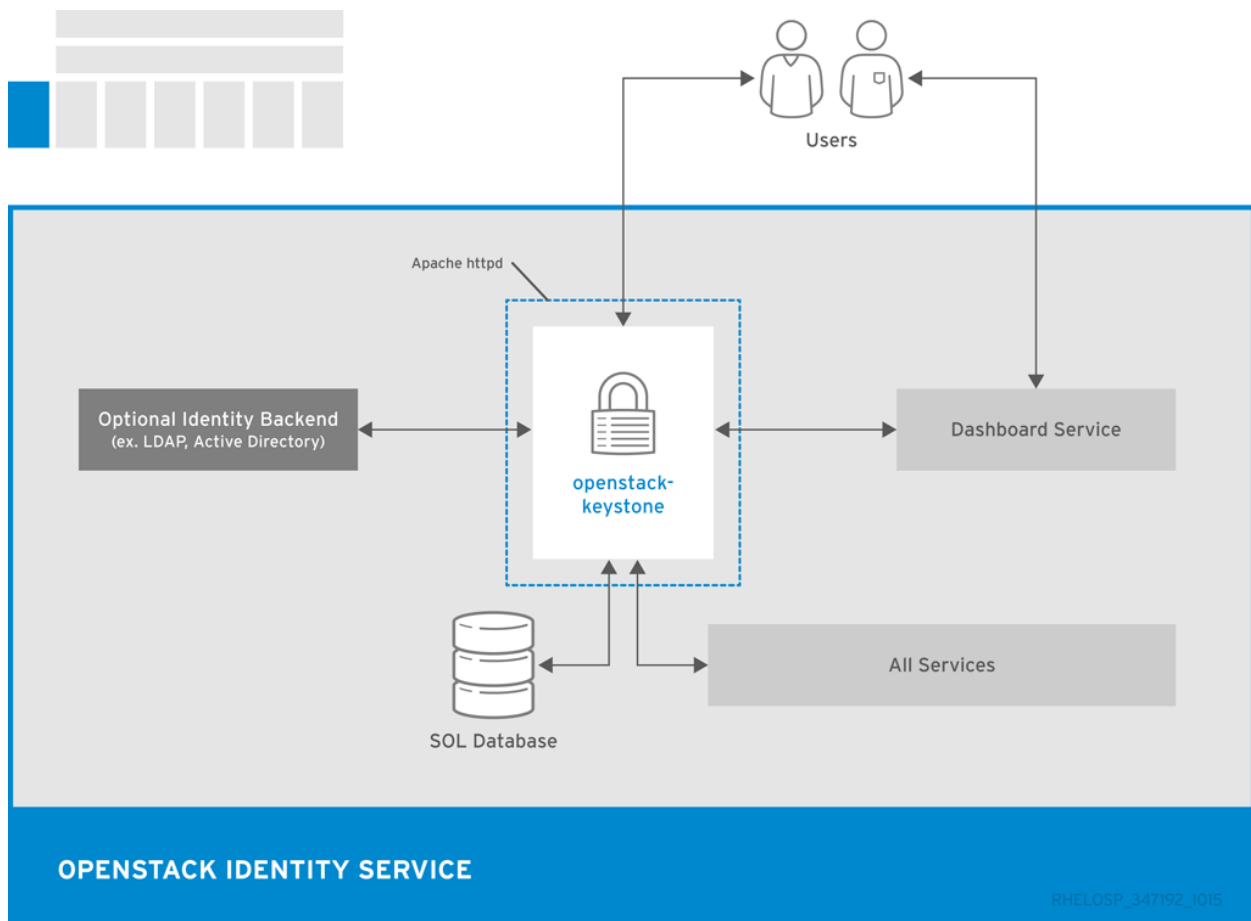 Users
Apache httpd
Optional Identity Backend
(ex. LDAP, Active Directory)
openstack-
keystone
Dashboard Service
All Services
SOL Database
OPENSTACK IDENTITY SERVICE
RHELOSP_347192_1015